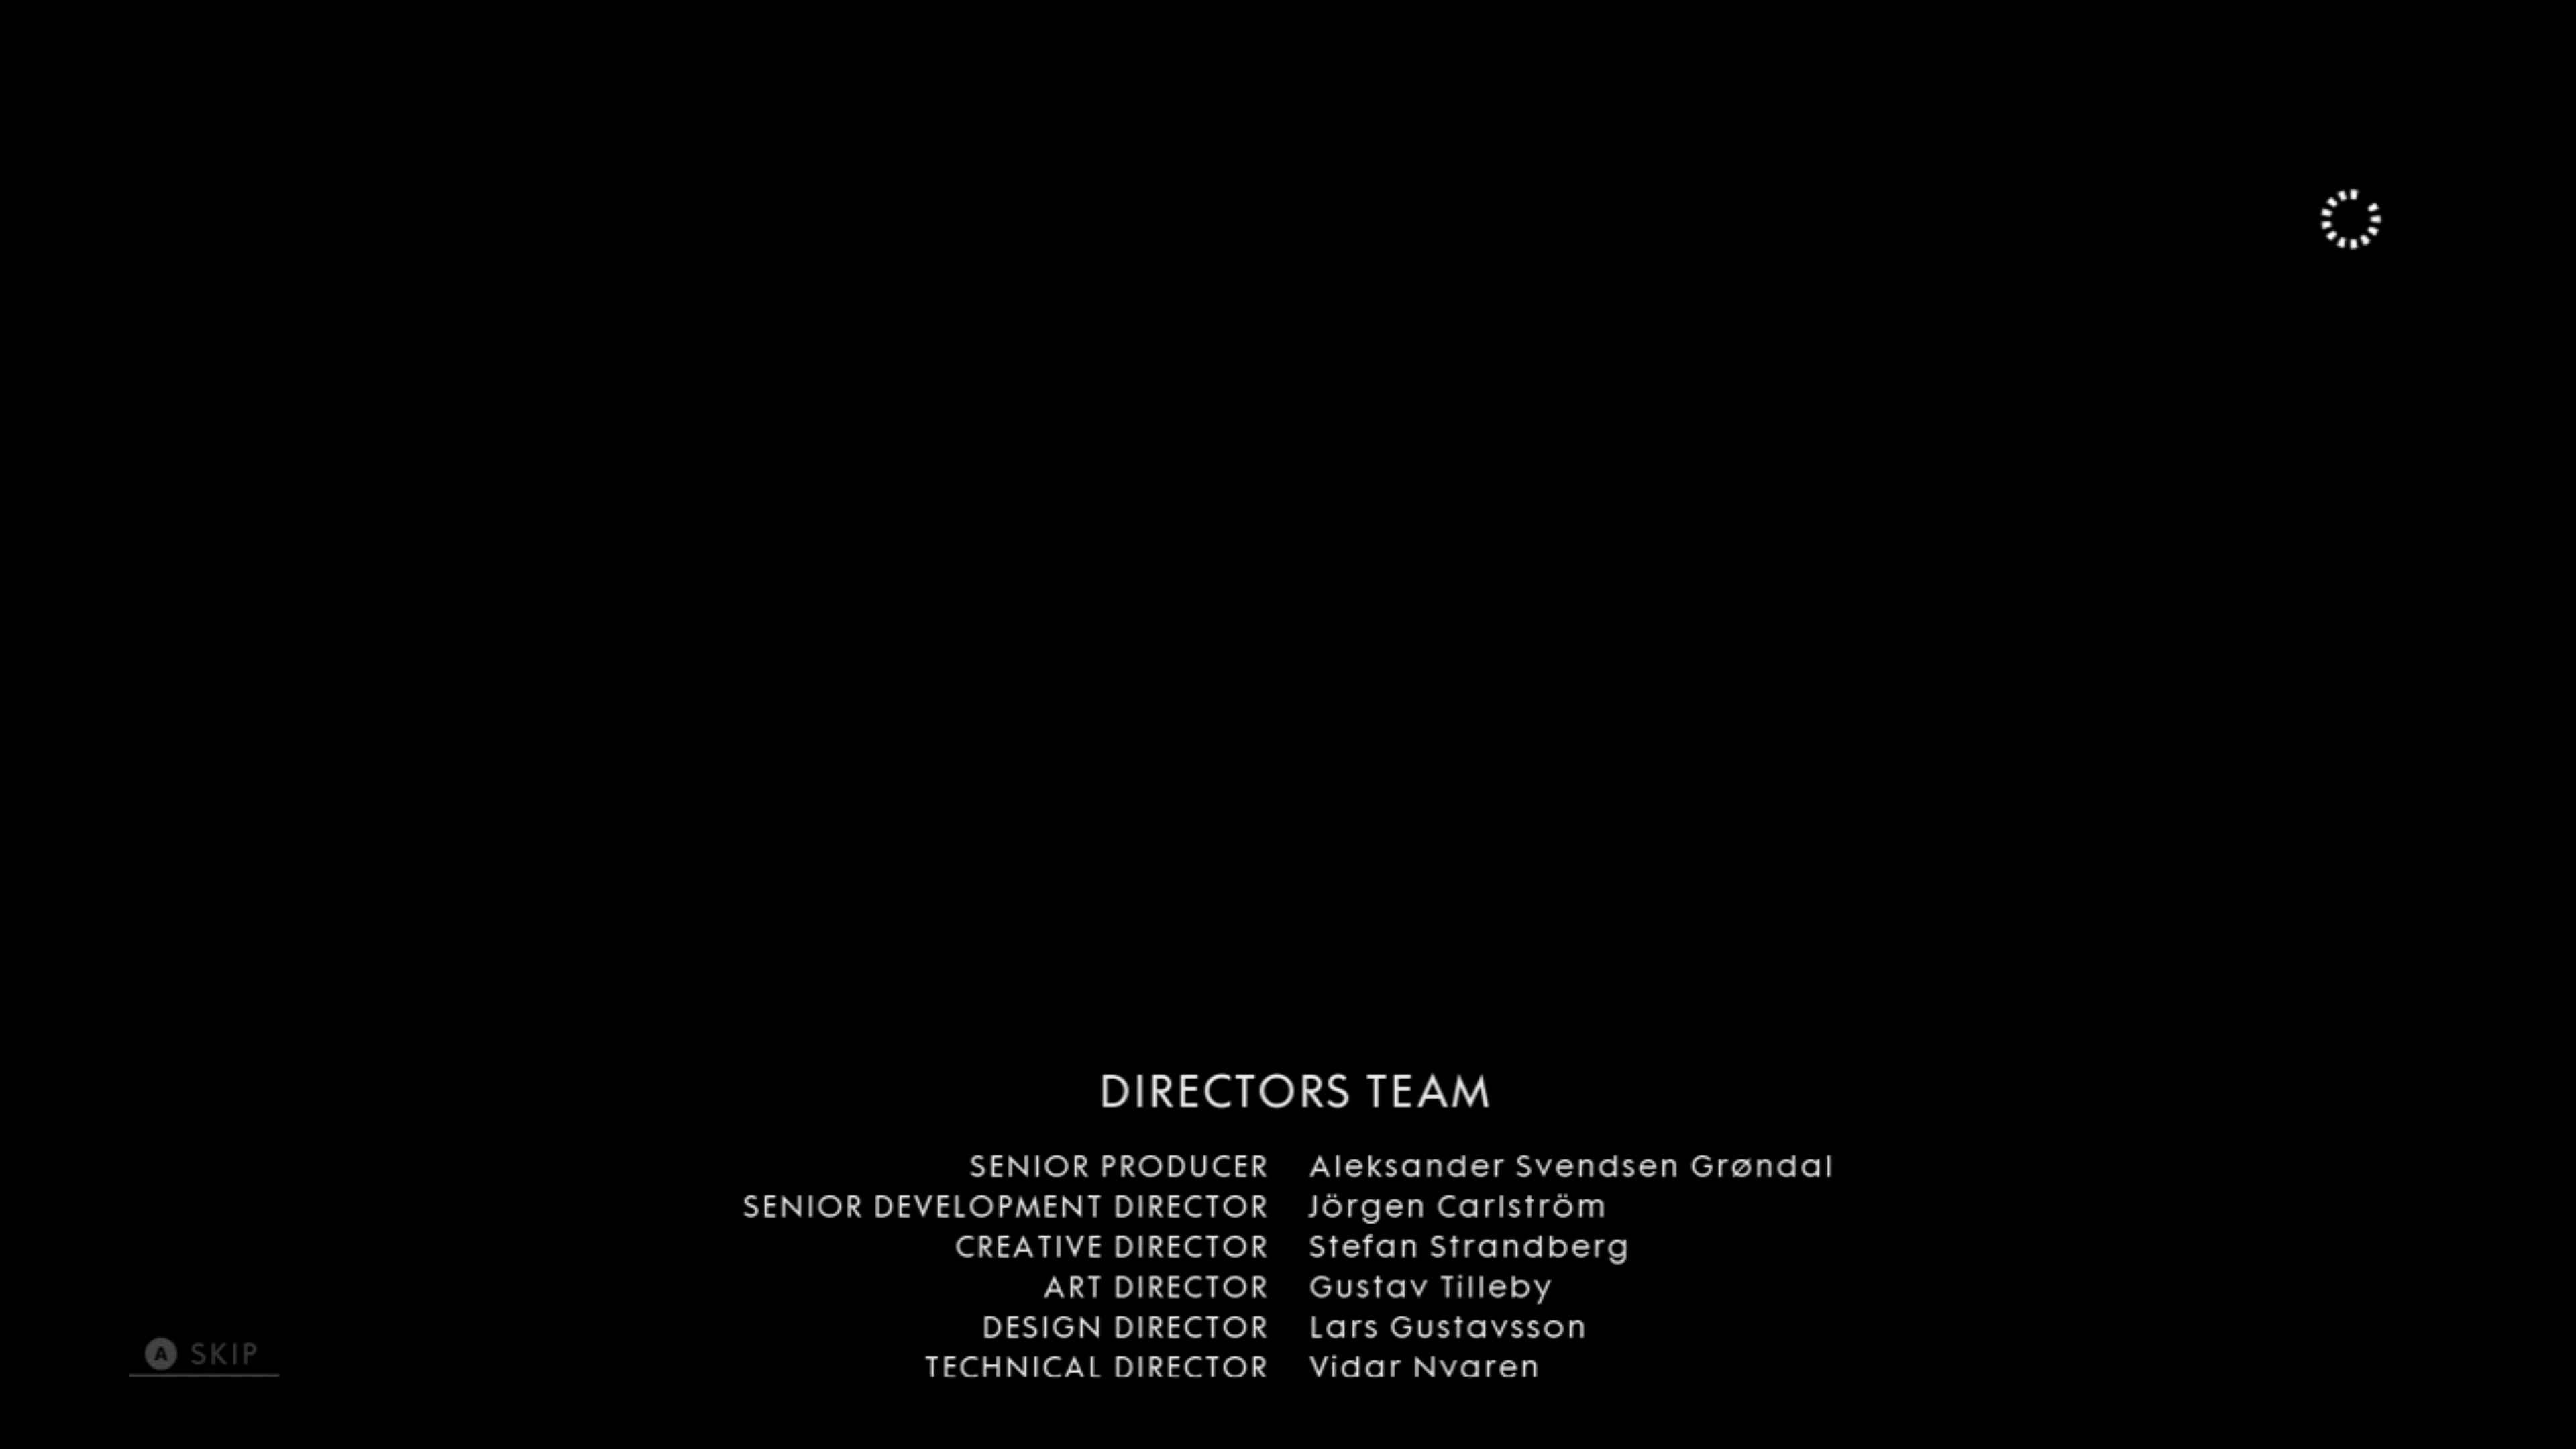 DIRECTORS TEAM
SENIOR PRODUCER Aleksander Svendsen Grøndal
SENIOR DEVELOPMENT DIRECTOR Jörgen Carlström
CREATIVE DIRECTOR Stefan Strandberg
ART DIRECTOR Gustav Tilleby
DESIGN DIRECTOR Lars Gustavsson
TECHNICAL DIRECTOR Vidar Nyaren
A SKIP